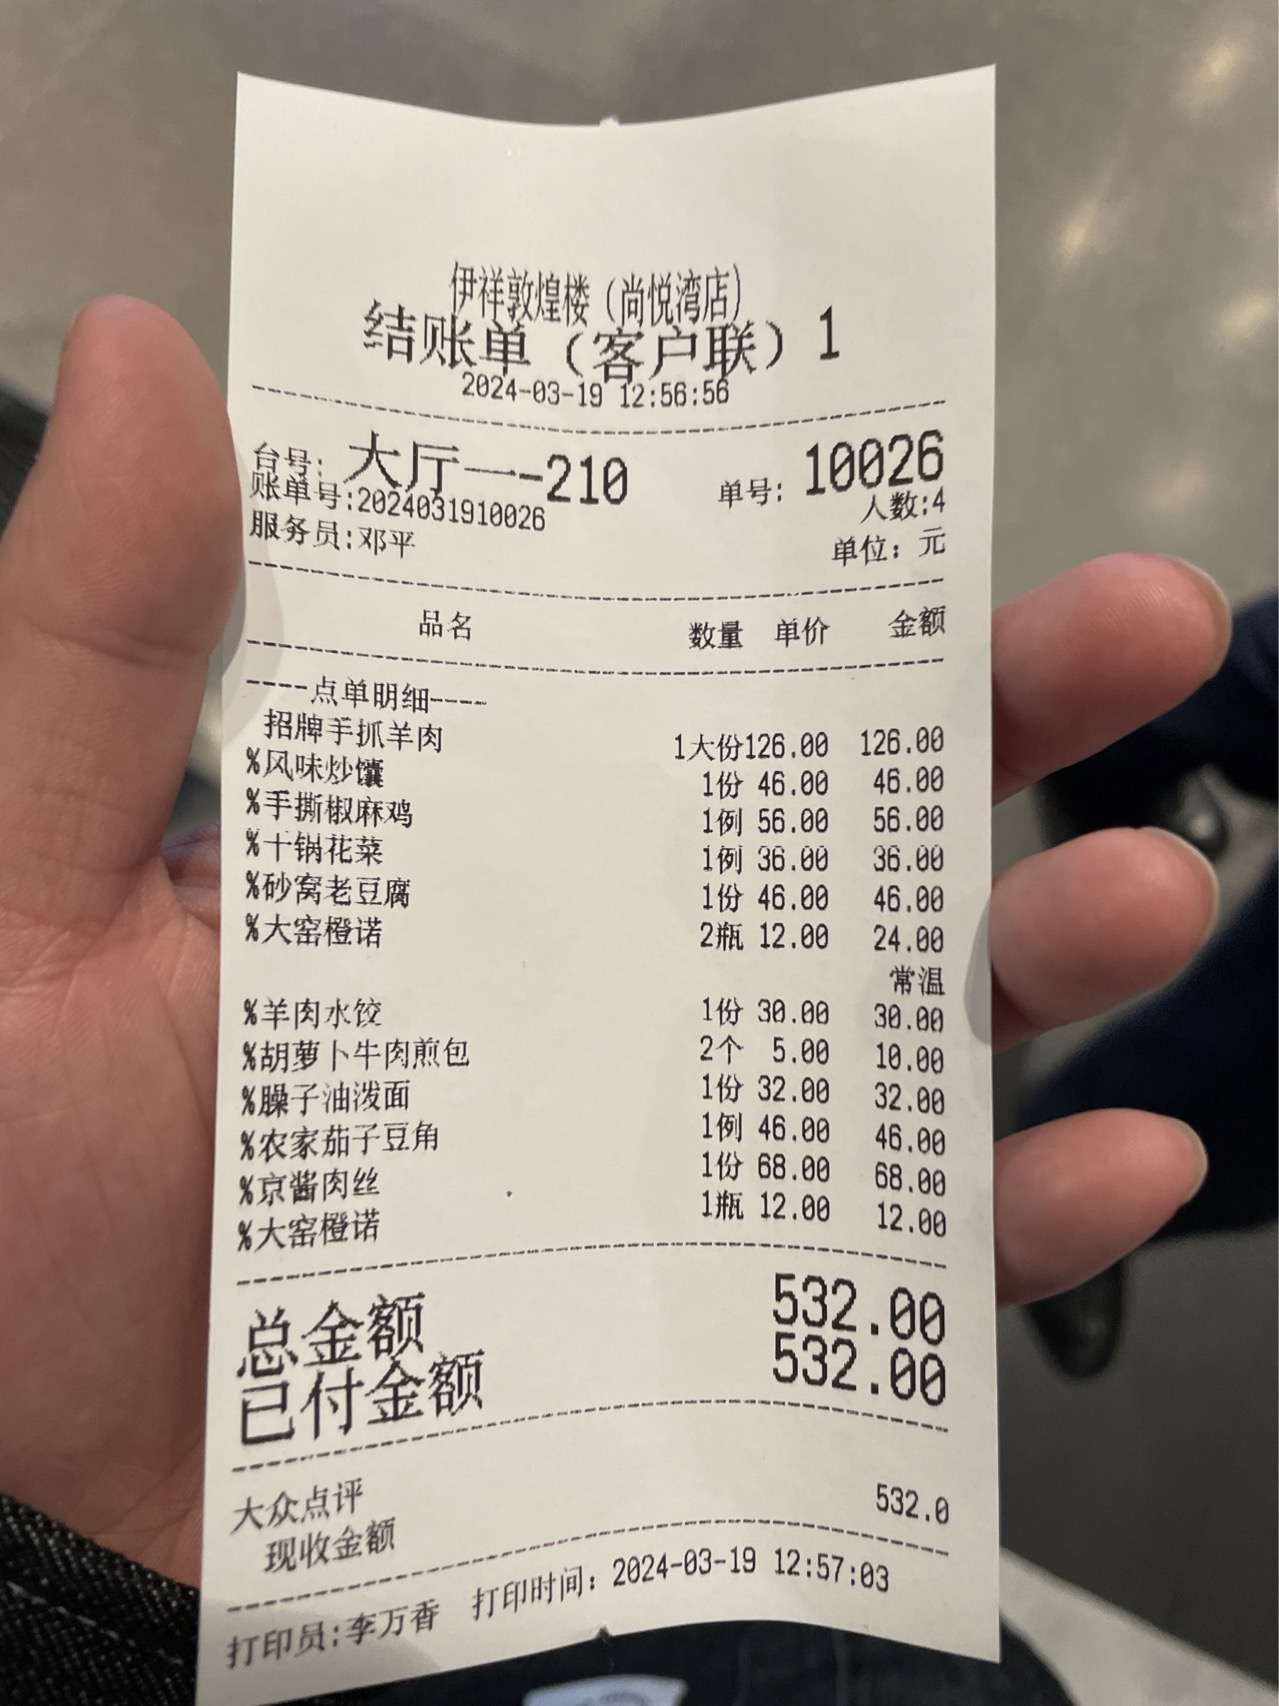 伊祥敦煌楼（尚悦湾店）
结账单（客户联）1
2024-03-19 12:56:56
台号: 大厅一-210 单号: 10026
账单号:2024031910026 人数:4
服务员:邓平 单位: 元
品名 数量 单价 金额
----点单明细----
招牌手抓羊肉 1大份126.00 126.00
%风味炒馕 1份 46.00 46.00
%手撕椒麻鸡 1例 56.00 56.00
%干锅花菜 1例 36.00 36.00
%砂窝老豆腐 1份 46.00 46.00
%大窑橙诺 2瓶 12.00 24.00
常温
%羊肉水饺 1份 30.00 30.00
%胡萝卜牛肉煎包 2个 5.00 10.00
%臊子油泼面 1份 32.00 32.00
%农家茄子豆角 1例 46.00 46.00
%京酱肉丝 1份 68.00 68.00
%大窑橙诺 1瓶 12.00 12.00
总金额 532.00
已付金额 532.00
大众点评 532.0
现收金额
打印员:李万香 打印时间: 2024-03-19 12:57:03